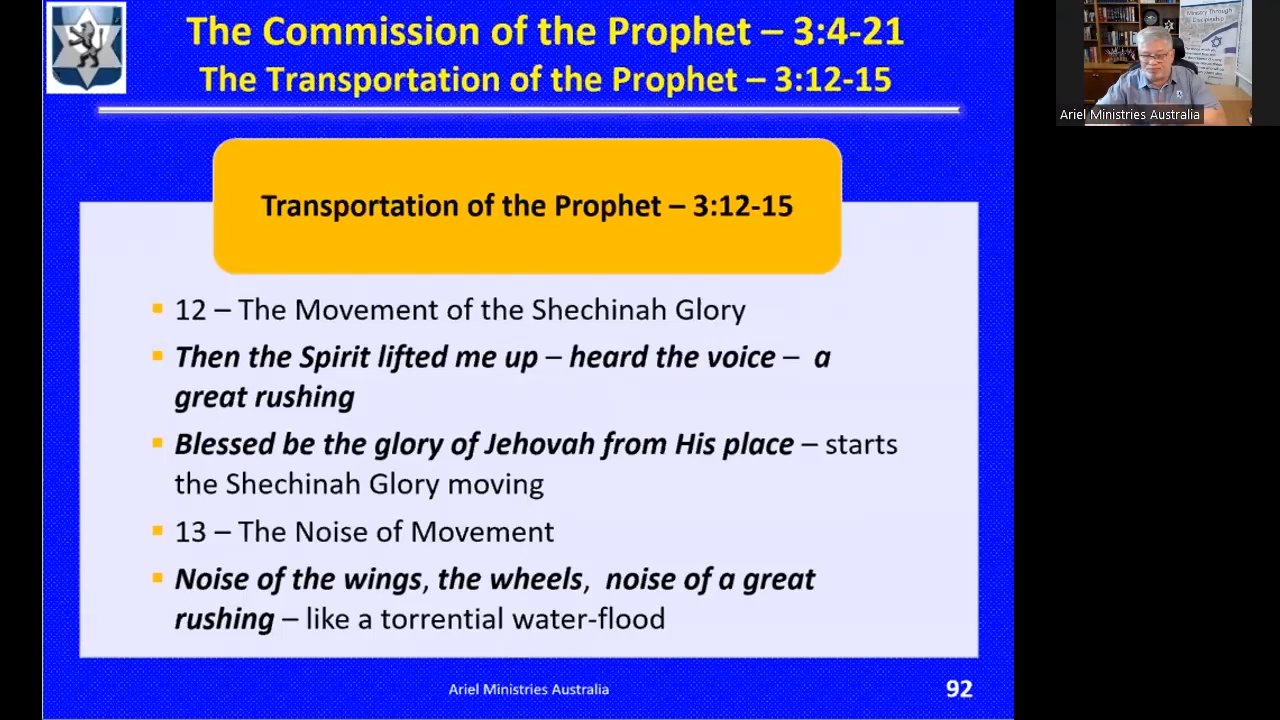 The Commission of the Prophet – 3:4-21
The Transportation of the Prophet – 3:12-15
Transportation of the Prophet – 3:12-15
12 – The Movement of the Shechinah Glory
Then the Spirit lifted me up – heard the voice – a
great rushing
Blessed be the glory of Jehovah from His place – starts
the Shechinah Glory moving
13 – The Noise of Movement
Noise of the wings, the wheels, noise of a great
rushing – like a torrential water-flood
Ariel Ministries Australia
92
Ministry Through
Discipleship
Ariel Ministries Australia